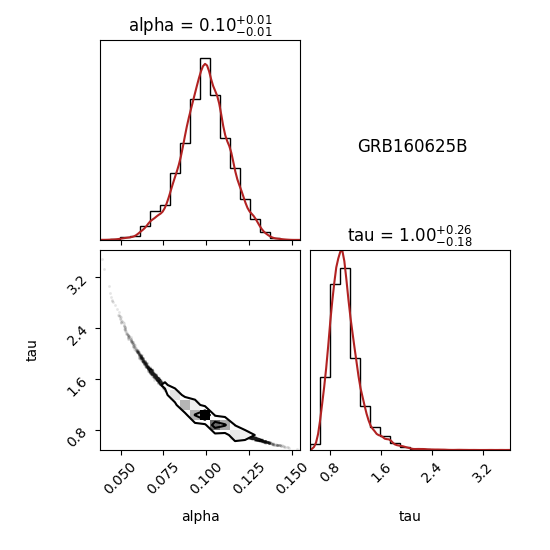 alpha = 0.10+0.01−0.01
GRB160625B
tau = 1.00+0.26−0.18
tau
3.2
2.4
1.6
0.8
0.050
0.075
0.100
0.125
0.150
0.8
1.6
2.4
3.2
alpha
tau